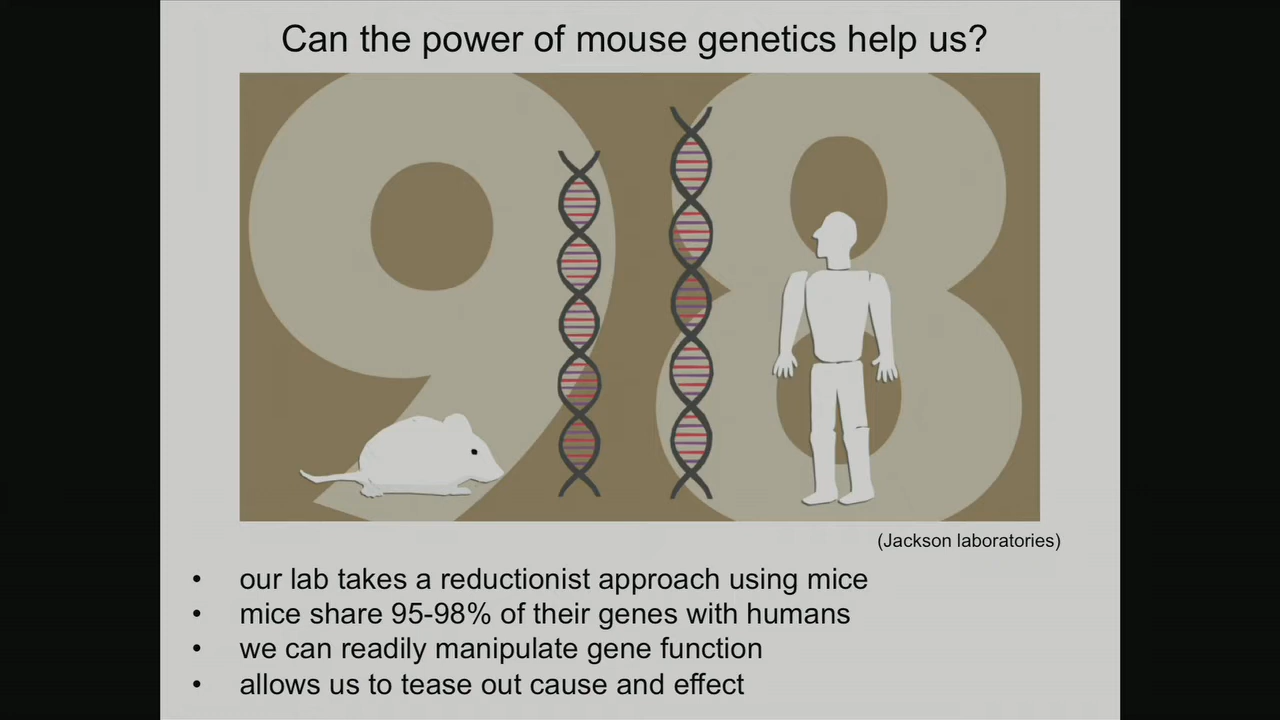 Can the power of mouse genetics help us?
98
(Jackson laboratories)
• our lab takes a reductionist approach using mice
• mice share 95-98% of their genes with humans
• we can readily manipulate gene function
• allows us to tease out cause and effect